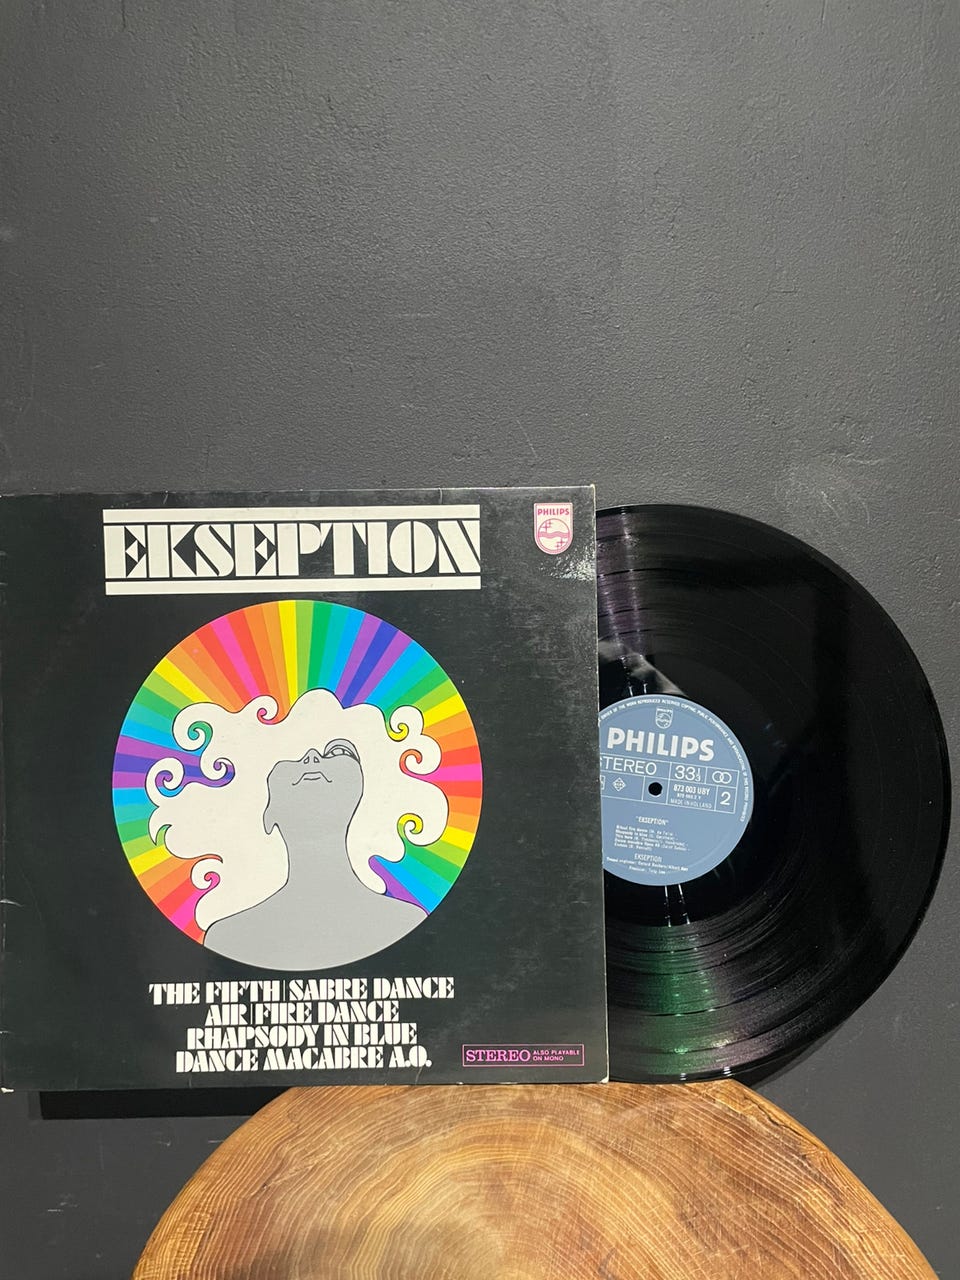 EKSEPTION
PHILIPS
THE FIFTH | SABRE DANCE
AIR | FIRE DANCE
RHAPSODY IN BLUE
DANCE MACABRE A.O.
STEREO ALSO PLAYABLE
ON MONO
PHILIPS
STEREO
33⅓
873 003 UBY
MADE IN HOLLAND
2
"EKSEPTION"
EKSEPTION